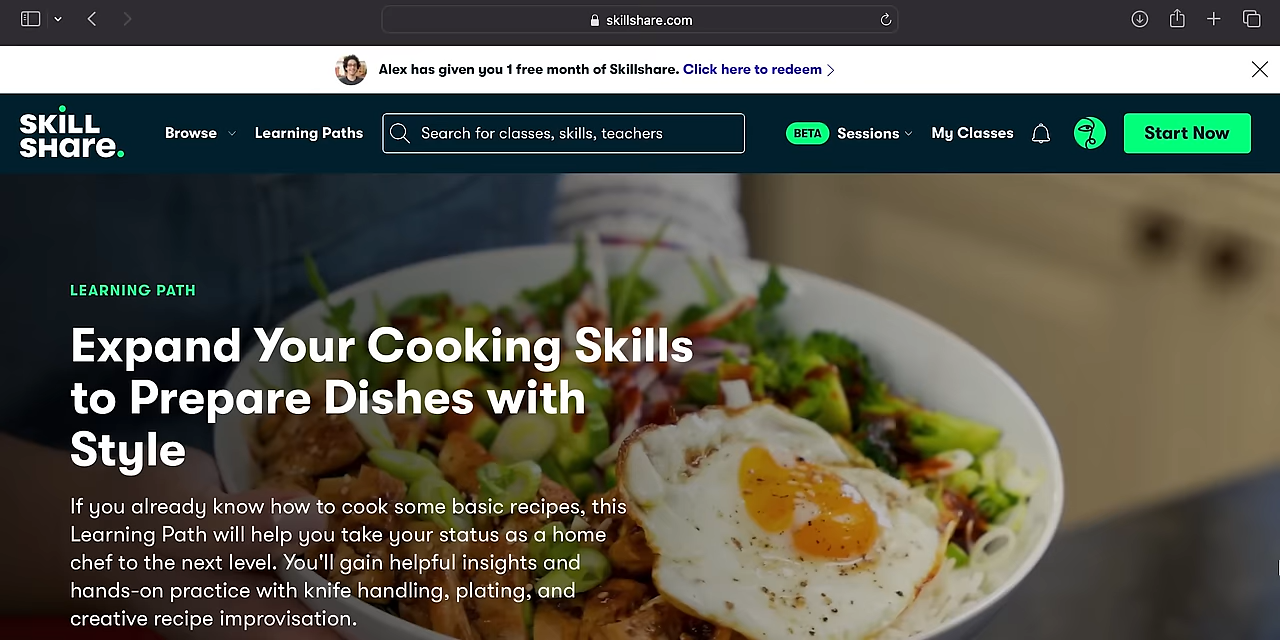 skillshare.com
Alex has given you 1 free month of Skillshare. Click here to redeem
SKiLL
SHare.
Browse
Learning Paths
Search for classes, skills, teachers
BETA
Sessions
My Classes
Start Now
LEARNING PATH
Expand Your Cooking Skills
to Prepare Dishes with
Style
If you already know how to cook some basic recipes, this
Learning Path will help you take your status as a home
chef to the next level. You'll gain helpful insights and
hands-on practice with knife handling, plating, and
creative recipe improvisation.